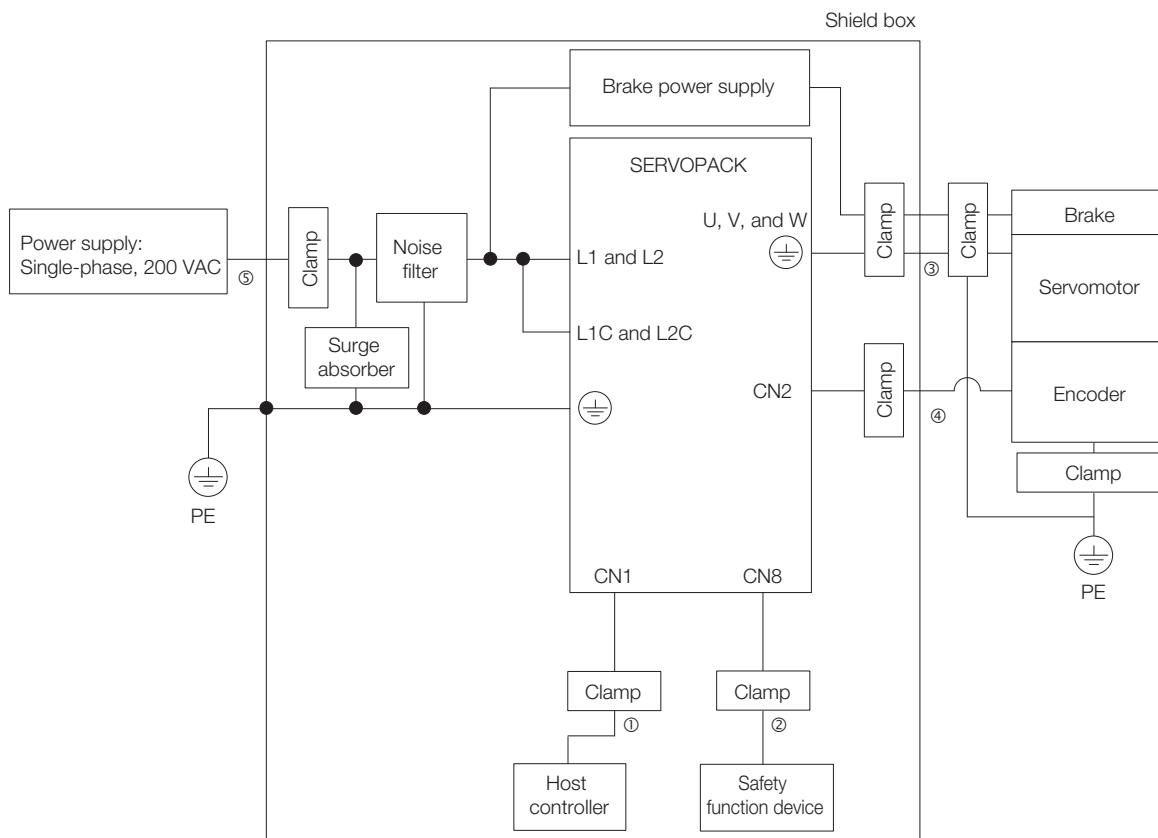 Shield box
Brake power supply
SERVOPACK
U, V, and W
Clamp
Clamp
Brake
Power supply:
Single-phase, 200 VAC
⑤
Clamp
Noise
filter
L1 and L2
③
Servomotor
L1C and L2C
Surge
absorber
CN2
Clamp
④
Encoder
Clamp
PE
PE
CN1
CN8
Clamp
①
Clamp
②
Host
controller
Safety
function device